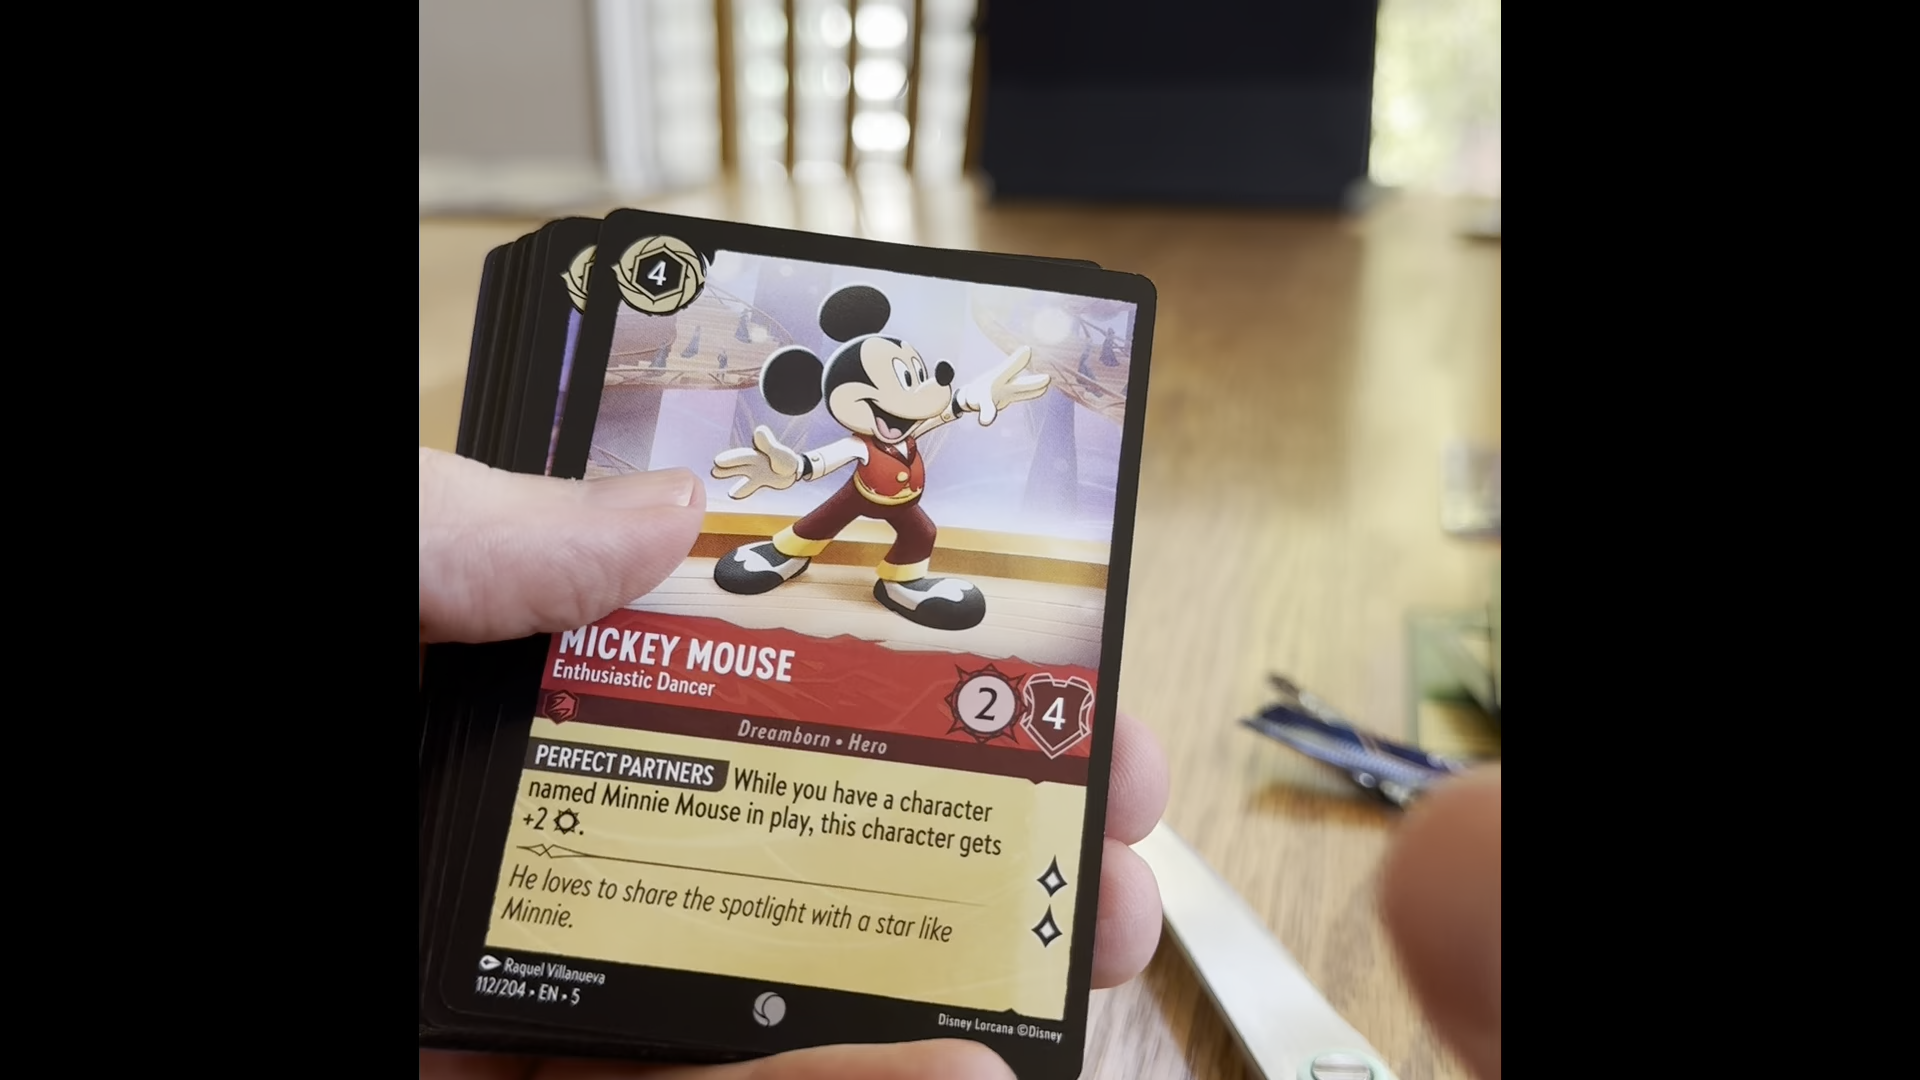 4
MICKEY MOUSE
Enthusiastic Dancer
2 4
Dreamborn • Hero
PERFECT PARTNERS While you have a character
named Minnie Mouse in play, this character gets
+2 .
He loves to share the spotlight with a star like
Minnie.
Raquel Villanueva
112/204 • EN • 5
Disney Lorcana ©Disney